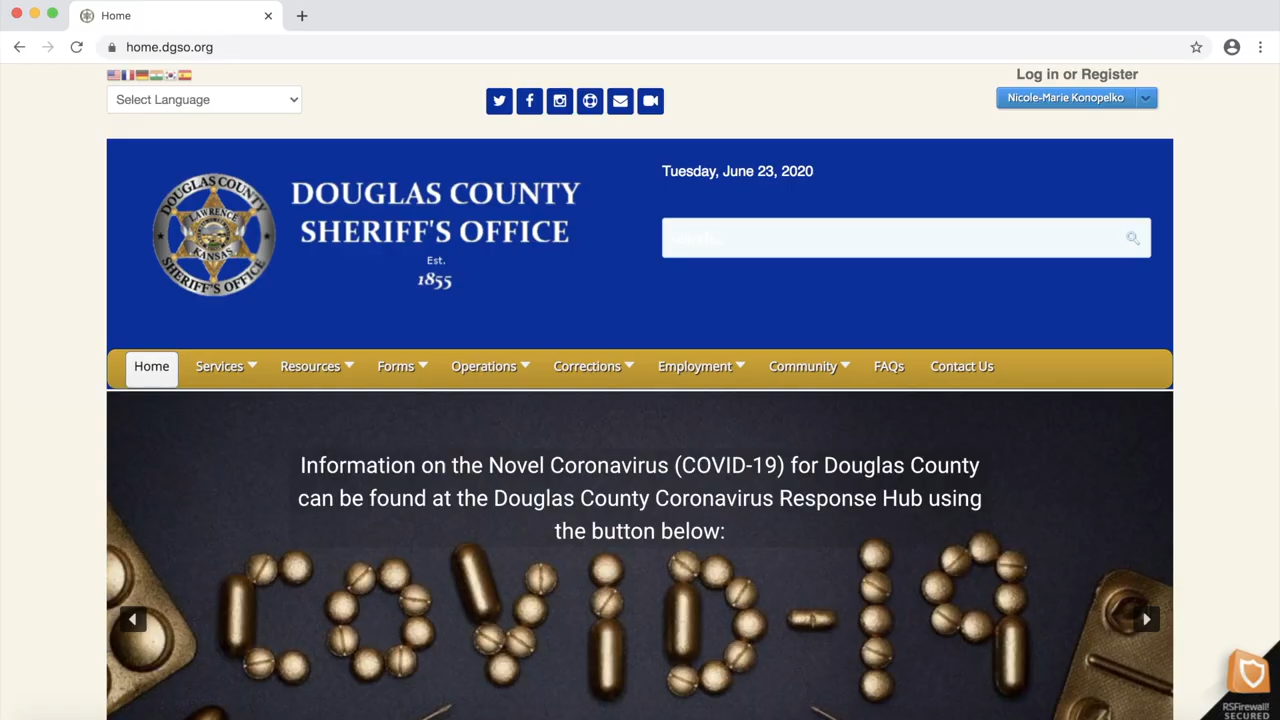 Home
home.dgso.org
Select Language
Log in or Register
Nicole-Marie Konopelko
DOUGLAS COUNTY
LAWRENCE
KANSAS
SHERIFF'S OFFICE
DOUGLAS COUNTY
SHERIFF'S OFFICE
Est.
1855
Tuesday, June 23, 2020
Home
Services
Resources
Forms
Operations
Corrections
Employment
Community
FAQs
Contact Us
Information on the Novel Coronavirus (COVID-19) for Douglas County
can be found at the Douglas County Coronavirus Response Hub using
the button below:
COVID-19
RSFirewall!
SECURED